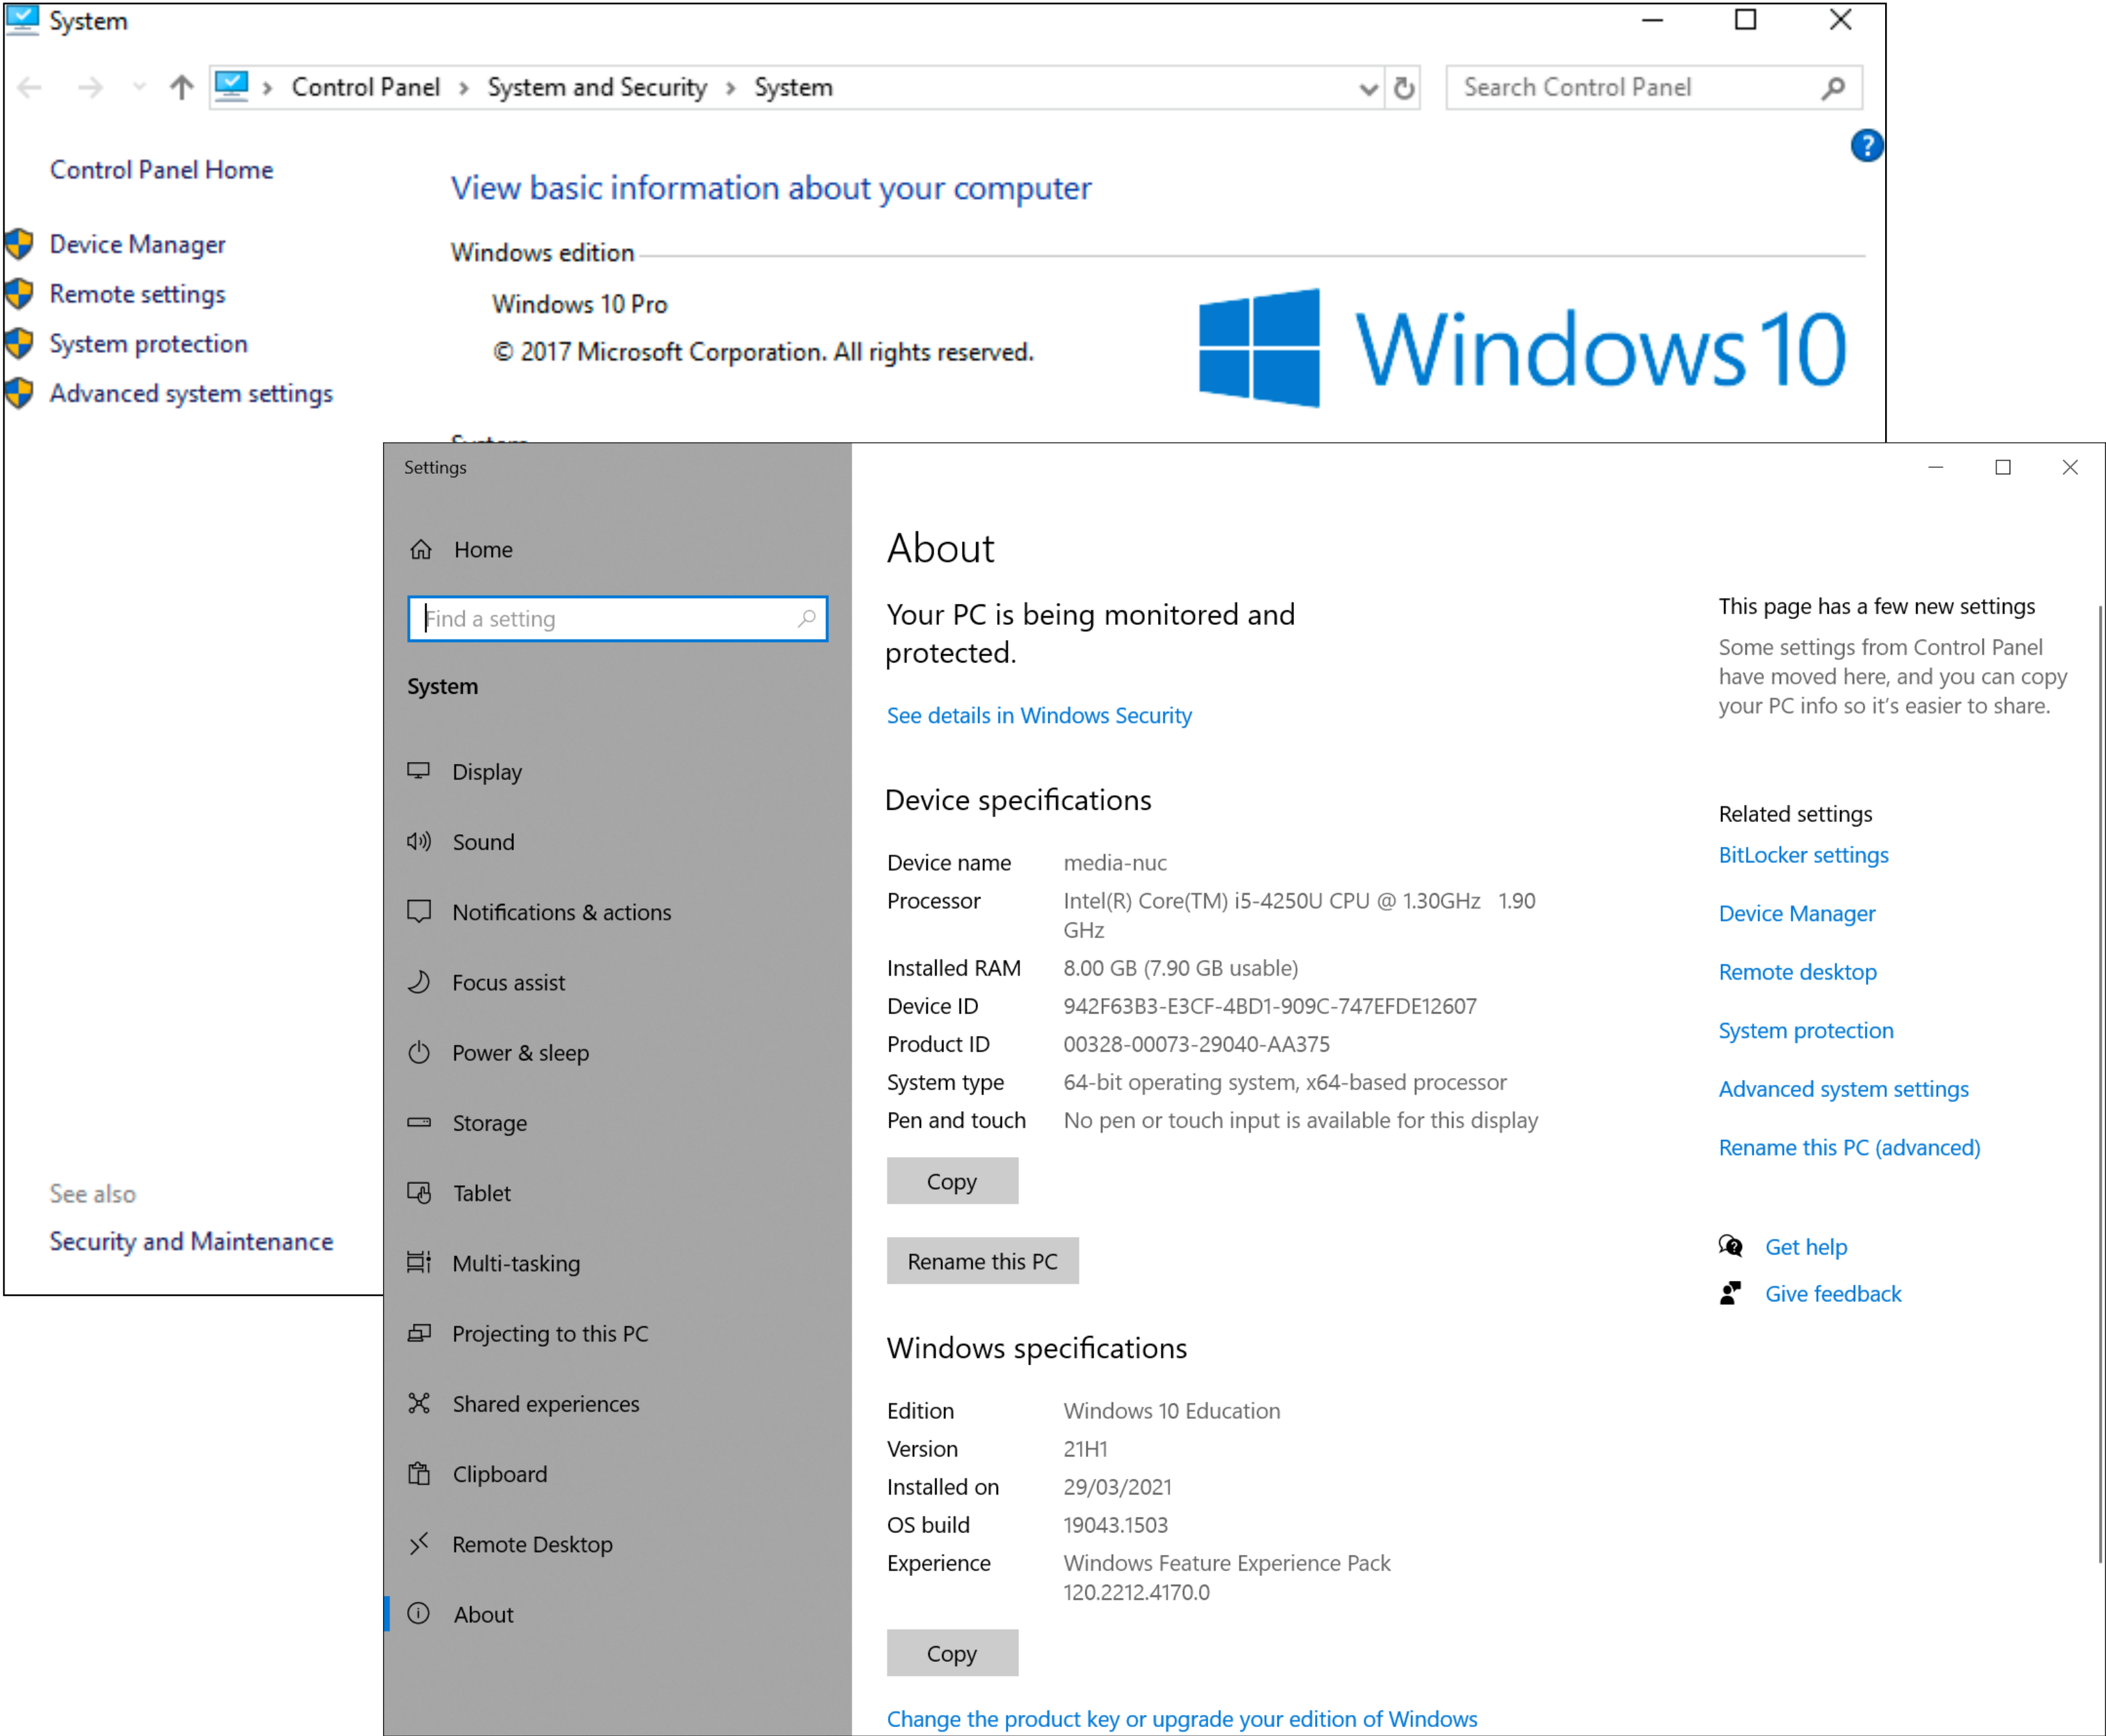 System
Control Panel › System and Security › System
Search Control Panel
?
Control Panel Home
Device Manager
Remote settings
System protection
Advanced system settings
See also
Security and Maintenance
View basic information about your computer
Windows edition
Windows 10 Pro
© 2017 Microsoft Corporation. All rights reserved.
Windows 10
System
Settings
Home
Find a setting
System
Display
Sound
Notifications & actions
Focus assist
Power & sleep
Storage
Tablet
Multi-tasking
Projecting to this PC
Shared experiences
Clipboard
Remote Desktop
About
About
Your PC is being monitored and
protected.
See details in Windows Security
Device specifications
Device name media-nuc
Processor Intel(R) Core(TM) i5-4250U CPU @ 1.30GHz 1.90
GHz
Installed RAM 8.00 GB (7.90 GB usable)
Device ID 942F63B3-E3CF-4BD1-909C-747EFDE12607
Product ID 00328-00073-29040-AA375
System type 64-bit operating system, x64-based processor
Pen and touch No pen or touch input is available for this display
Copy
Rename this PC
Windows specifications
Edition Windows 10 Education
Version 21H1
Installed on 29/03/2021
OS build 19043.1503
Experience Windows Feature Experience Pack
120.2212.4170.0
Copy
Change the product key or upgrade your edition of Windows
This page has a few new settings
Some settings from Control Panel
have moved here, and you can copy
your PC info so it's easier to share.
Related settings
BitLocker settings
Device Manager
Remote desktop
System protection
Advanced system settings
Rename this PC (advanced)
Get help
Give feedback